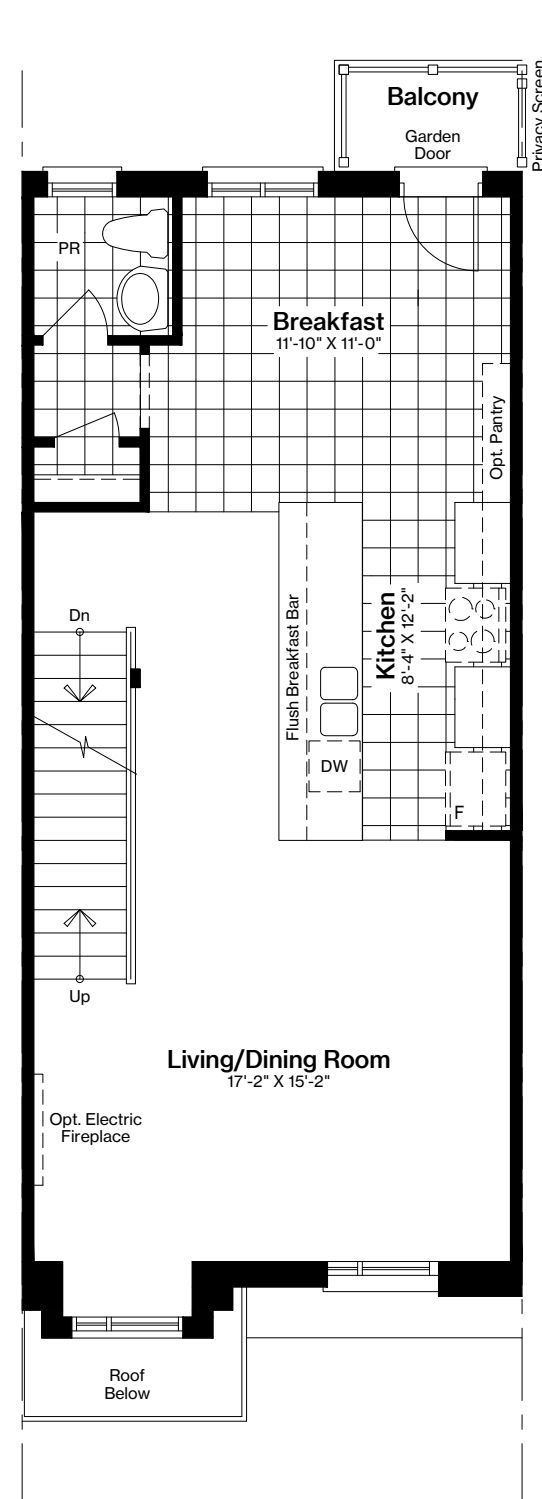 Balcony
Privacy Screen
Garden
Door
PR
Breakfast
11'-10" X 11'-0"
Opt. Pantry
Dn
Flush Breakfast Bar
Kitchen
8'-4" X 12'-2"
DW
F
Up
Living/Dining Room
17'-2" X 15'-2"
Opt. Electric
Fireplace
Roof
Below